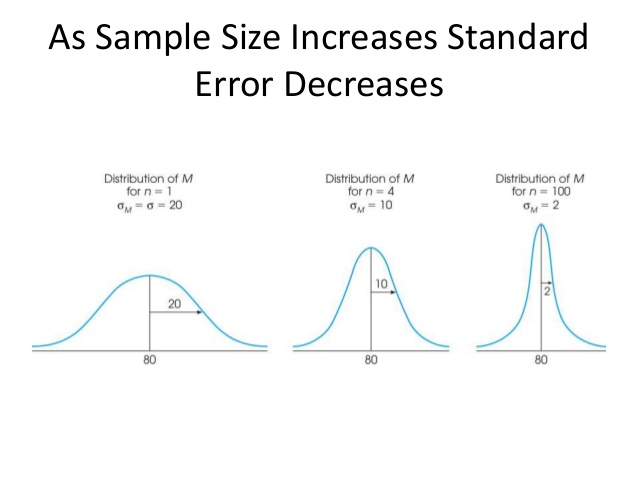 As Sample Size Increases Standard
Error Decreases
Distribution of M
for n = 1
σM = σ = 20
Distribution of M
for n = 4
σM = 10
Distribution of M
for n = 100
σM = 2
20
10
2
80
80
80